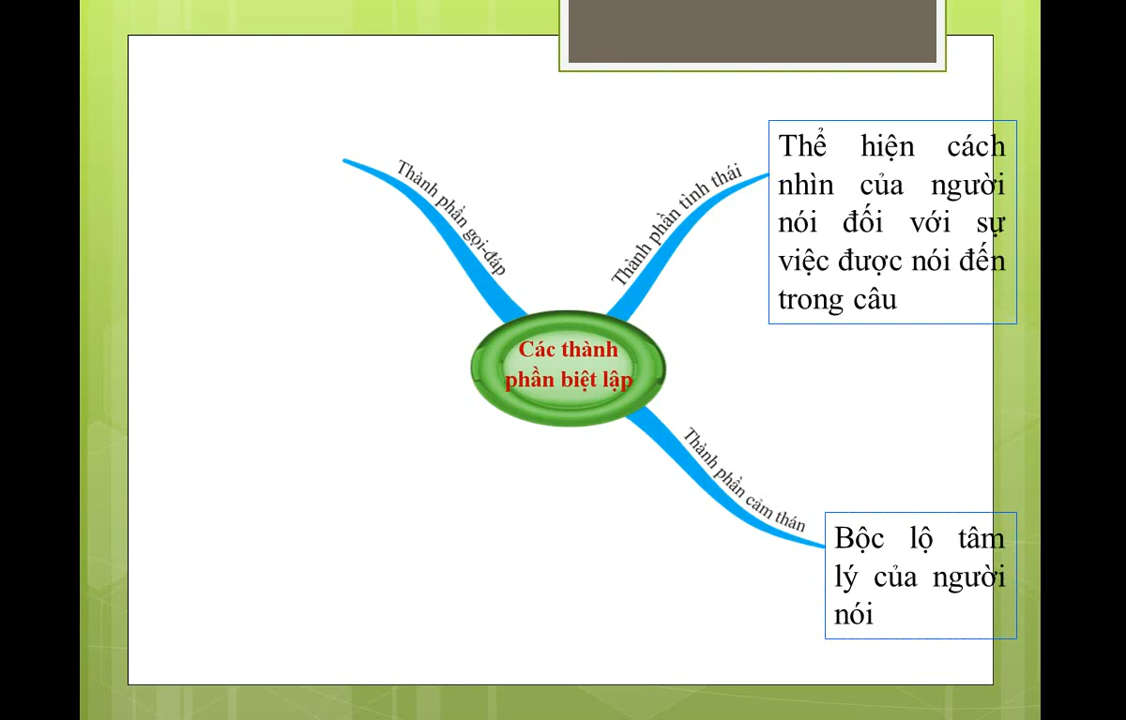 Thành phần gọi-đáp
Thành phần tình thái
Thể hiện cách
nhìn của người
nói đối với sự
việc được nói đến
trong câu
Các thành
phần biệt lập
Thành phần cảm thán
Bộc lộ tâm
lý của người
nói